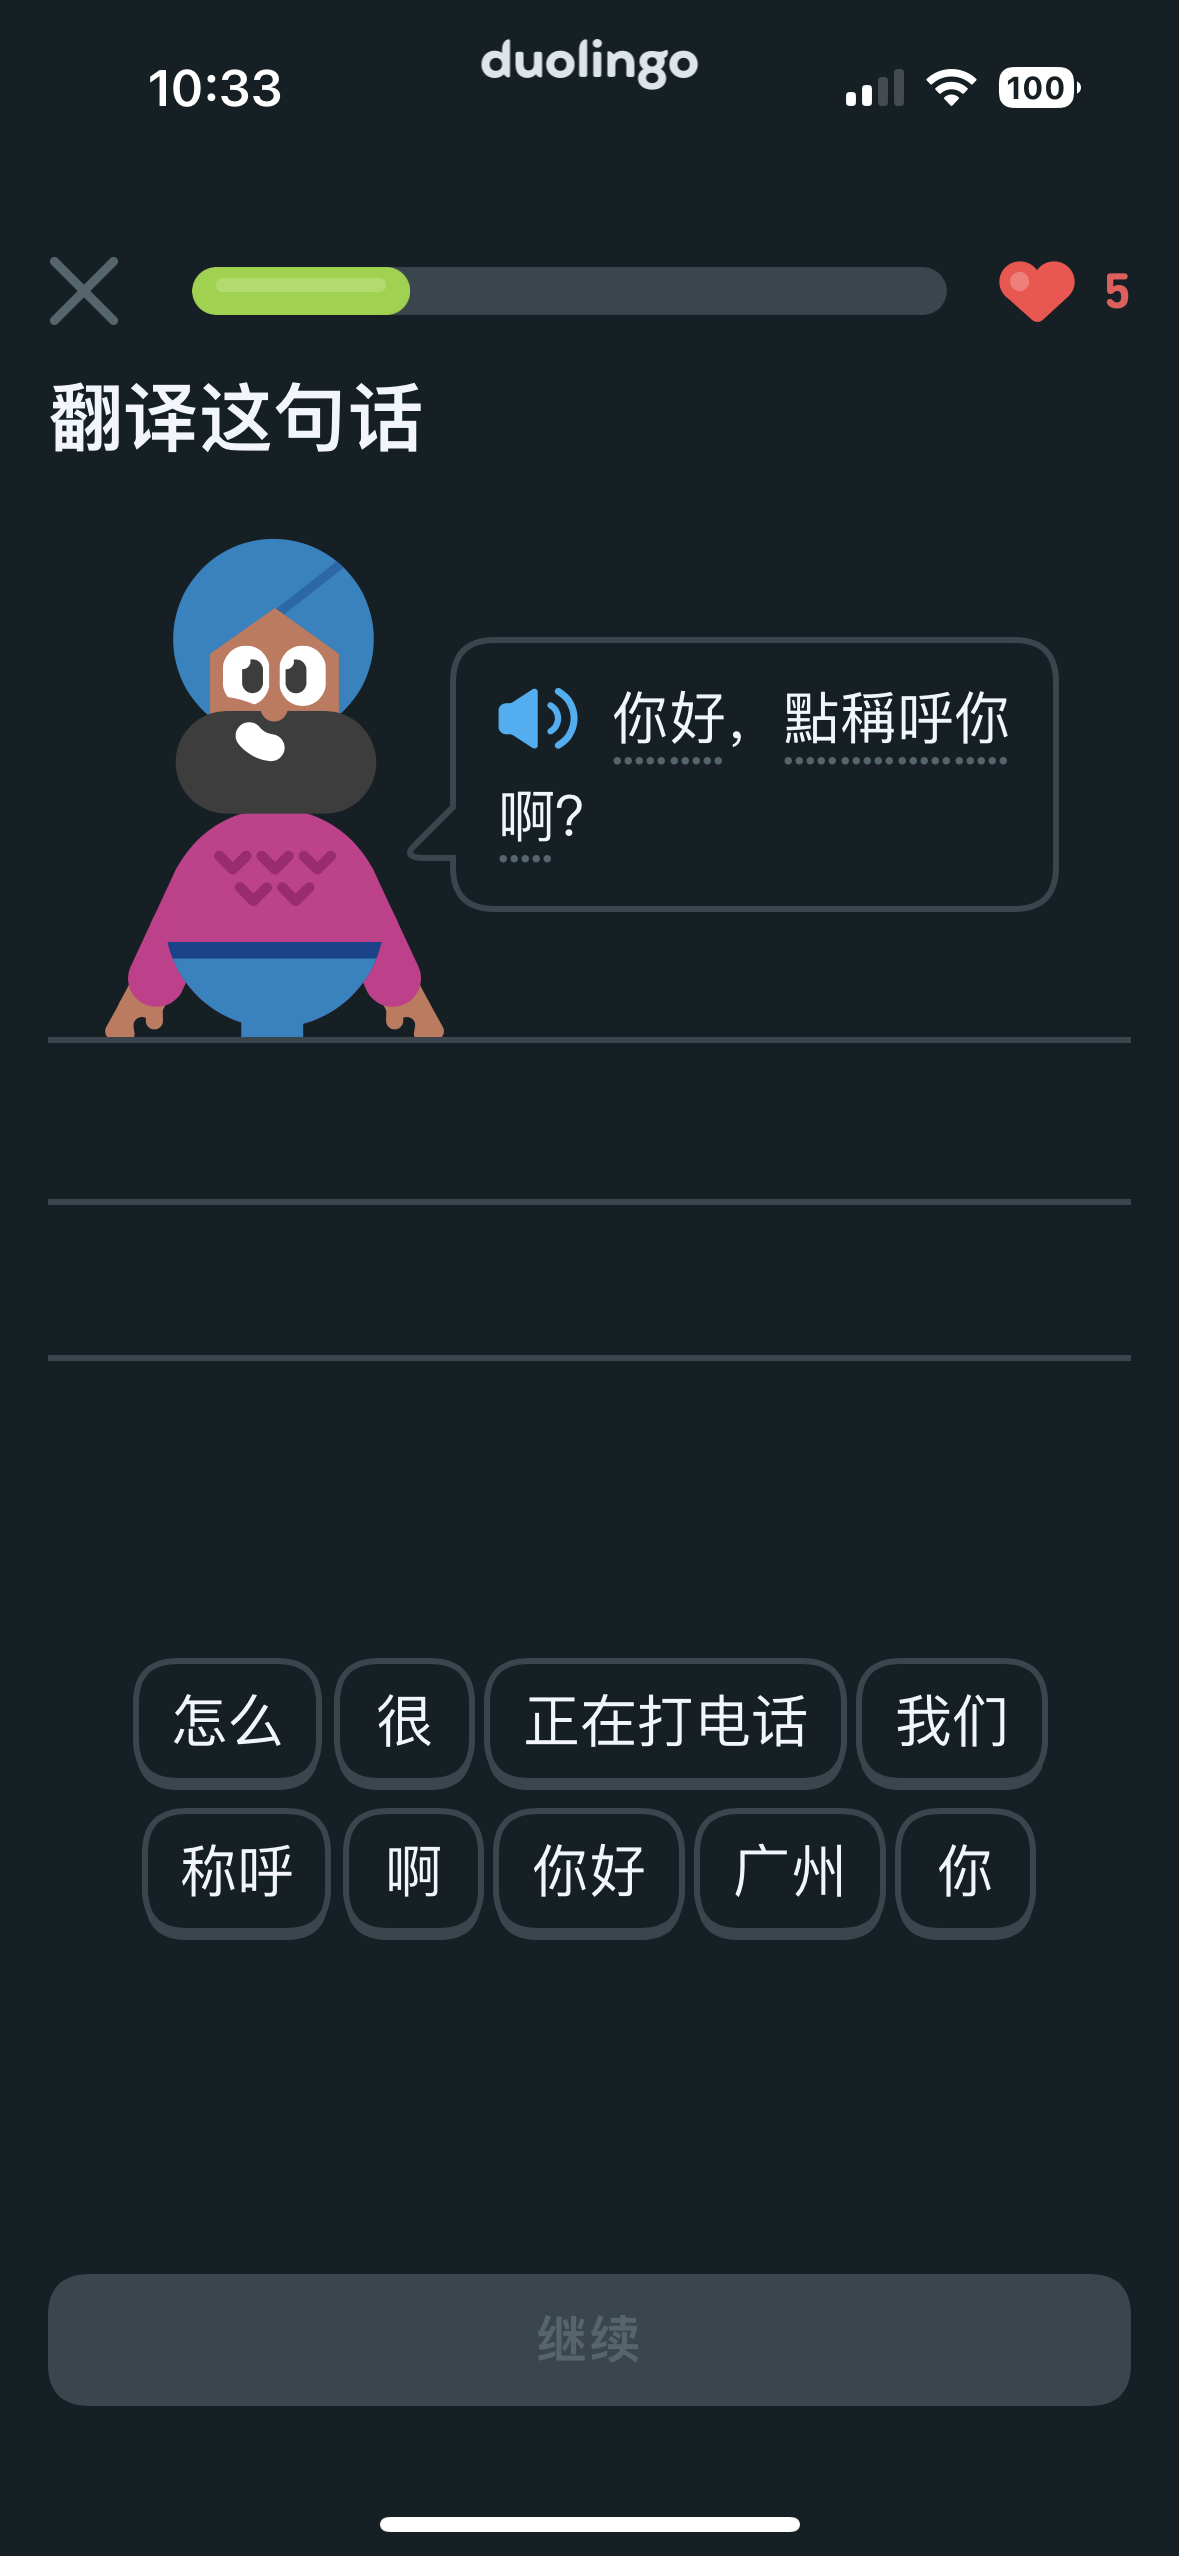 duolingo
10:33
100
5
翻译这句话
你好，點稱呼你
啊?
怎么 很 正在打电话 我们
称呼 啊 你好 广州 你
继续